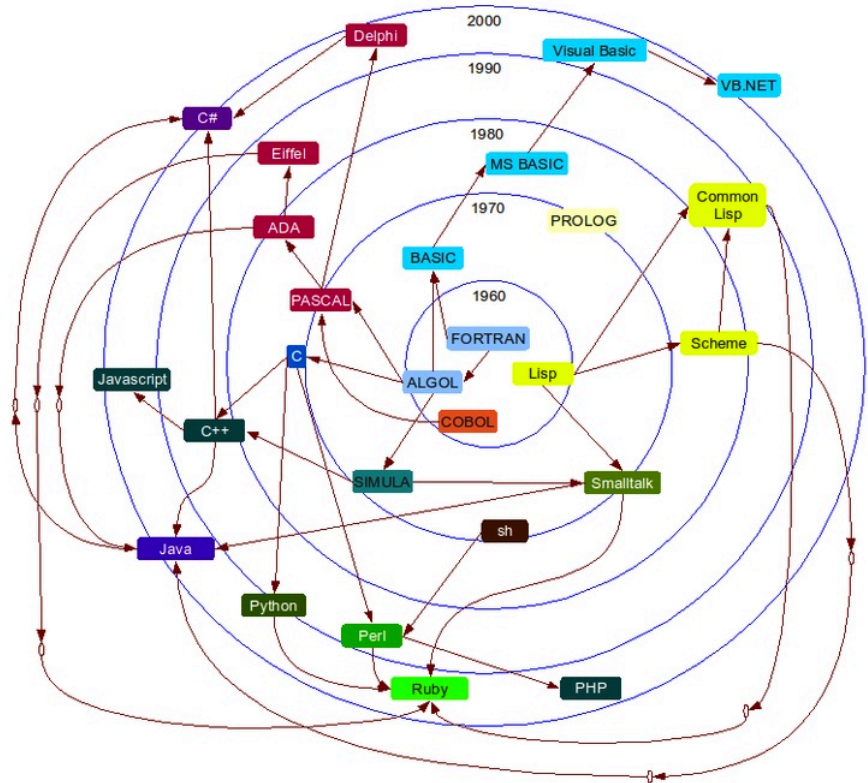 2000
Delphi
Visual Basic
1990
VB.NET
C#
1980
Eiffel
MS BASIC
Common
Lisp
1970
PROLOG
ADA
BASIC
PASCAL
1960
FORTRAN
Scheme
C
Lisp
Javascript
ALGOL
COBOL
C++
SIMULA
Smalltalk
sh
Java
Python
Perl
Ruby
PHP